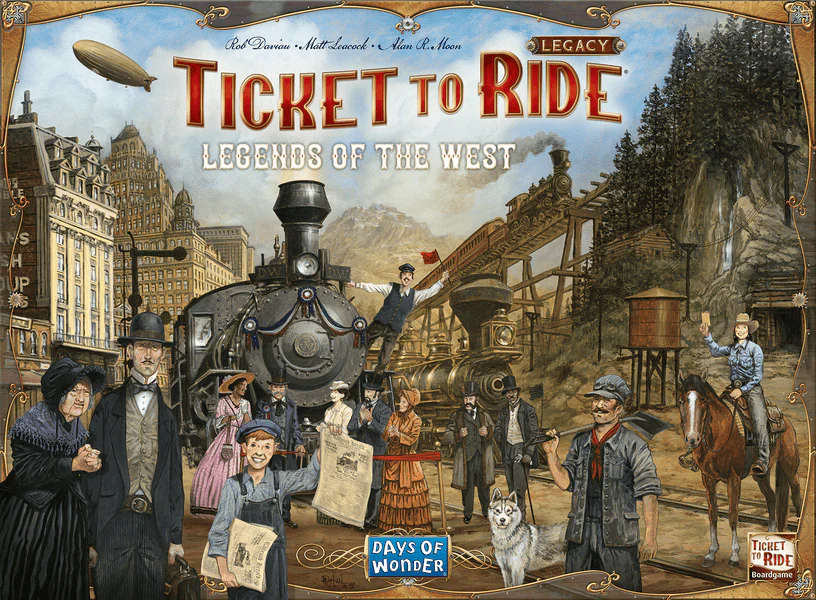 Rob Daviau • Matt Leacock • Alan R. Moon
LEGACY
TICKET TO RIDE®
LEGENDS OF THE WEST
S
H
UP
DAYS OF
WONDER
TICKET
TO RIDE
Boardgame